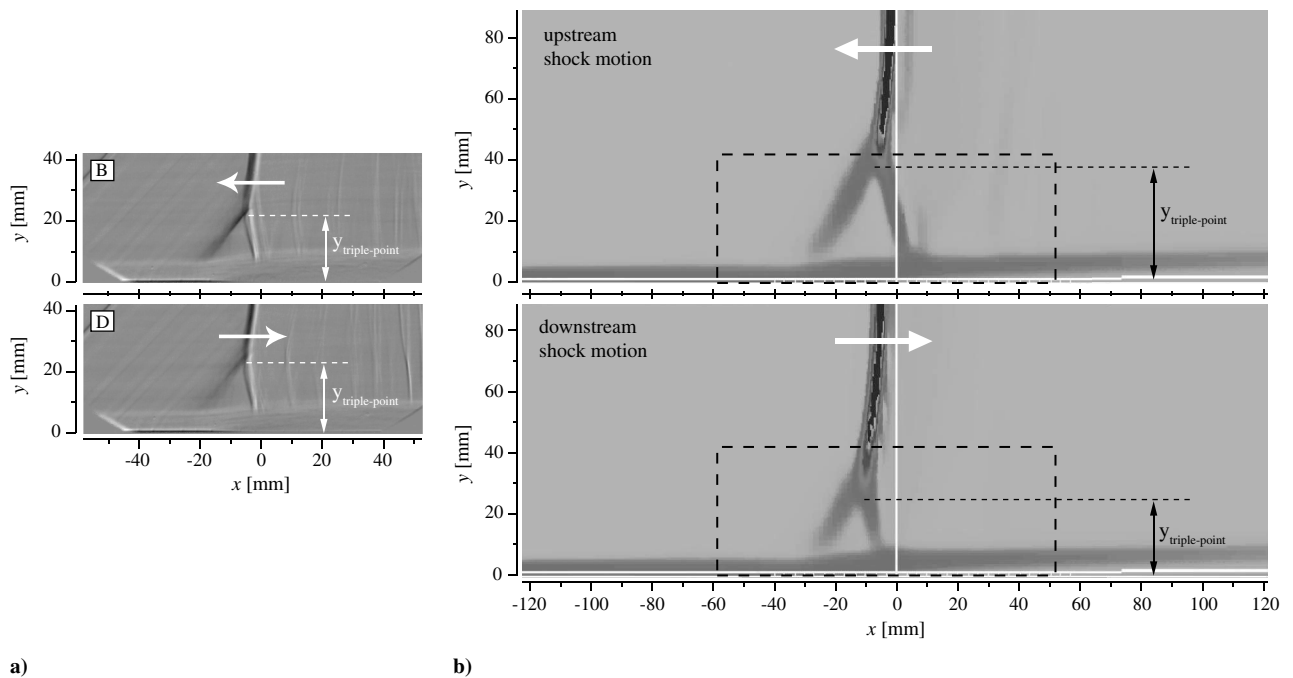 40
20
0
y [mm]
B
y_triple-point
40
20
0
y [mm]
D
y_triple-point
-40 -20 0 20 40
x [mm]
a)
80
60
40
20
0
y [mm]
upstream
shock motion
y_triple-point
80
60
40
20
0
y [mm]
downstream
shock motion
y_triple-point
-120 -100 -80 -60 -40 -20 0 20 40 60 80 100 120
x [mm]
b)